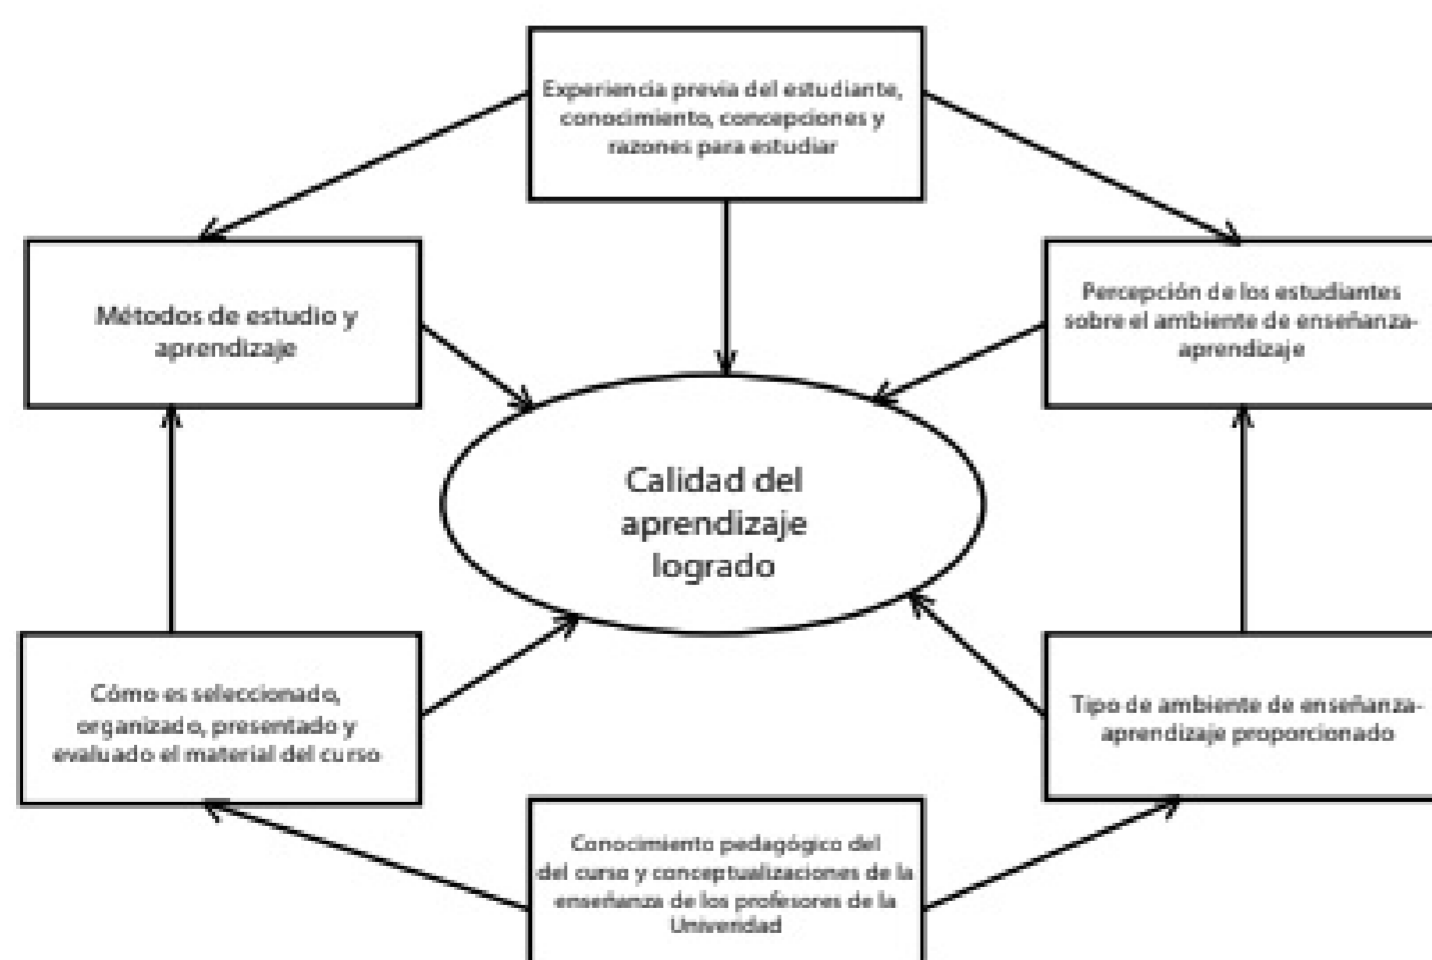 Experiencia previa del estudiante,
conocimiento, concepciones y
razones para estudiar
Métodos de estudio y
aprendizaje
Percepción de los estudiantes
sobre el ambiente de enseñanza-
aprendizaje
Calidad del
aprendizaje
logrado
Cómo es seleccionado,
organizado, presentado y
evaluado el material del curso
Tipo de ambiente de enseñanza-
aprendizaje proporcionado
Conocimiento pedagógico del
del curso y conceptualizaciones de la
enseñanza de los profesores de la
Univeridad